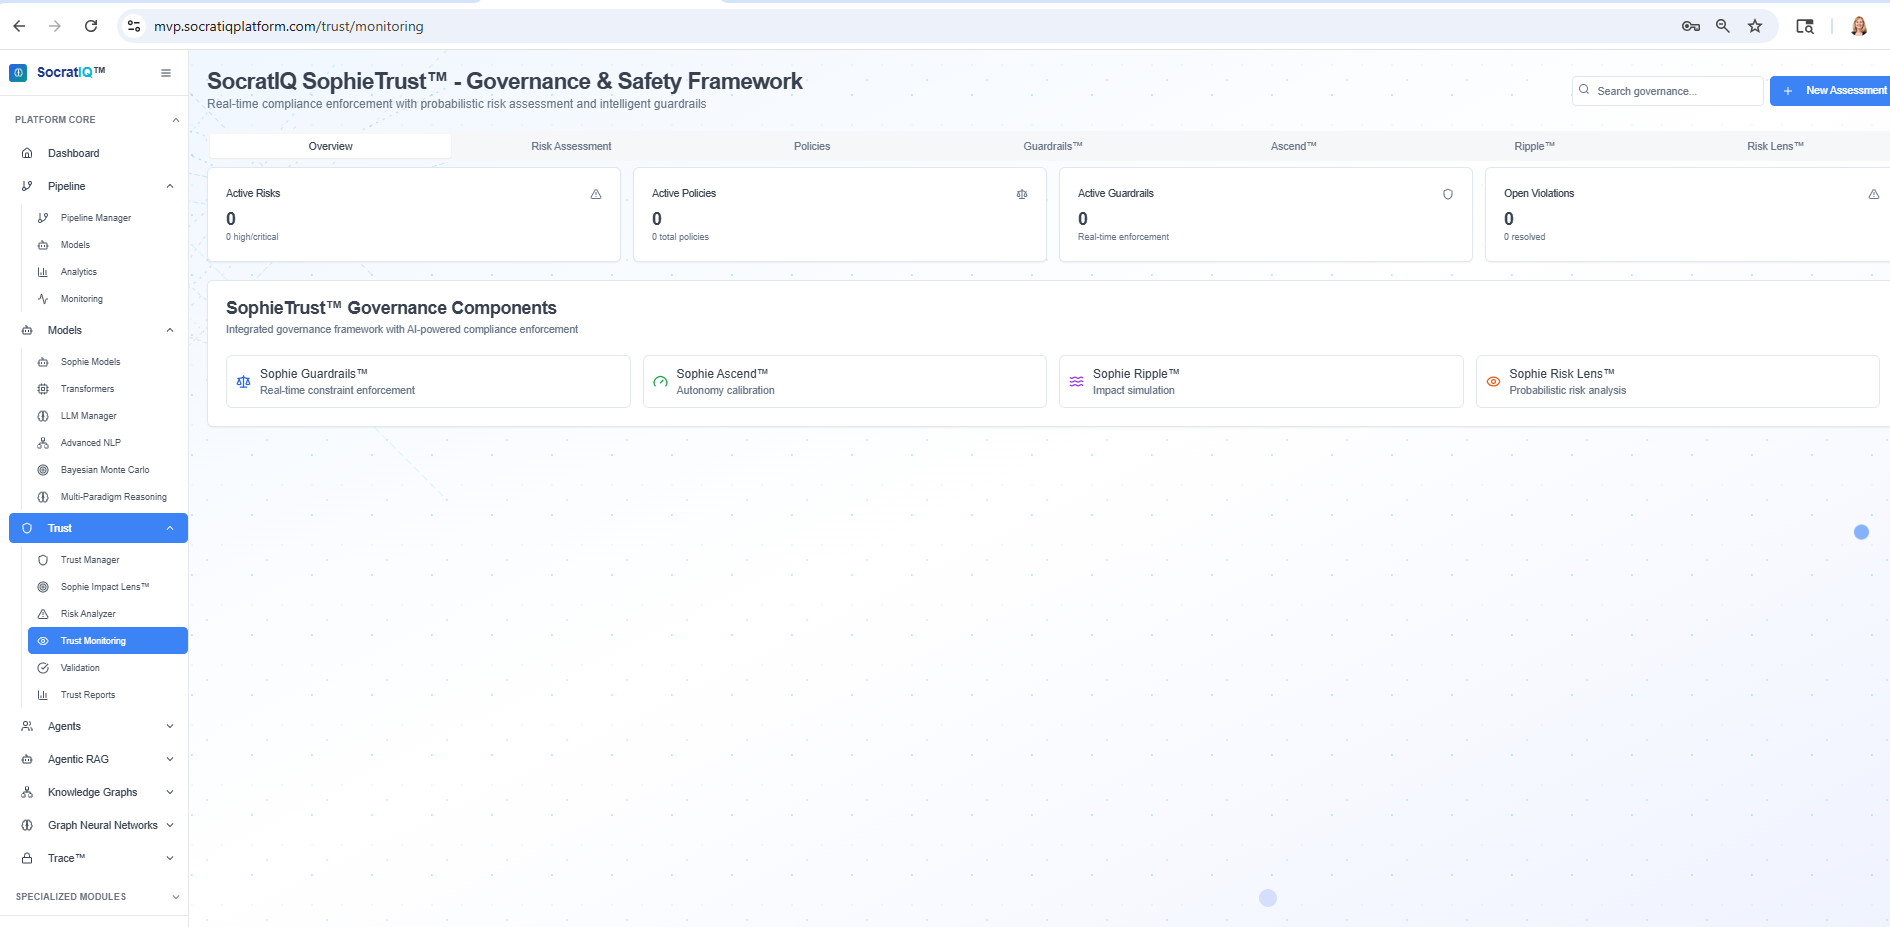 mvp.socratiqplatform.com/trust/monitoring
SocratIQ™
PLATFORM CORE
Dashboard
Pipeline
Pipeline Manager
Models
Analytics
Monitoring
Models
Sophie Models
Transformers
LLM Manager
Advanced NLP
Bayesian Monte Carlo
Multi-Paradigm Reasoning
Trust
Trust Manager
Sophie Impact Lens™
Risk Analyzer
Trust Monitoring
Validation
Trust Reports
Agents
Agentic RAG
Knowledge Graphs
Graph Neural Networks
Trace™
SPECIALIZED MODULES
SocratIQ SophieTrust™ - Governance & Safety Framework
Real-time compliance enforcement with probabilistic risk assessment and intelligent guardrails
Search governance...
New Assessment
Overview Risk Assessment Policies Guardrails™ Ascend™ Ripple™ Risk Lens™
Active Risks
0
0 high/critical
Active Policies
0
0 total policies
Active Guardrails
0
Real-time enforcement
Open Violations
0
0 resolved
SophieTrust™ Governance Components
Integrated governance framework with AI-powered compliance enforcement
Sophie Guardrails™
Real-time constraint enforcement
Sophie Ascend™
Autonomy calibration
Sophie Ripple™
Impact simulation
Sophie Risk Lens™
Probabilistic risk analysis